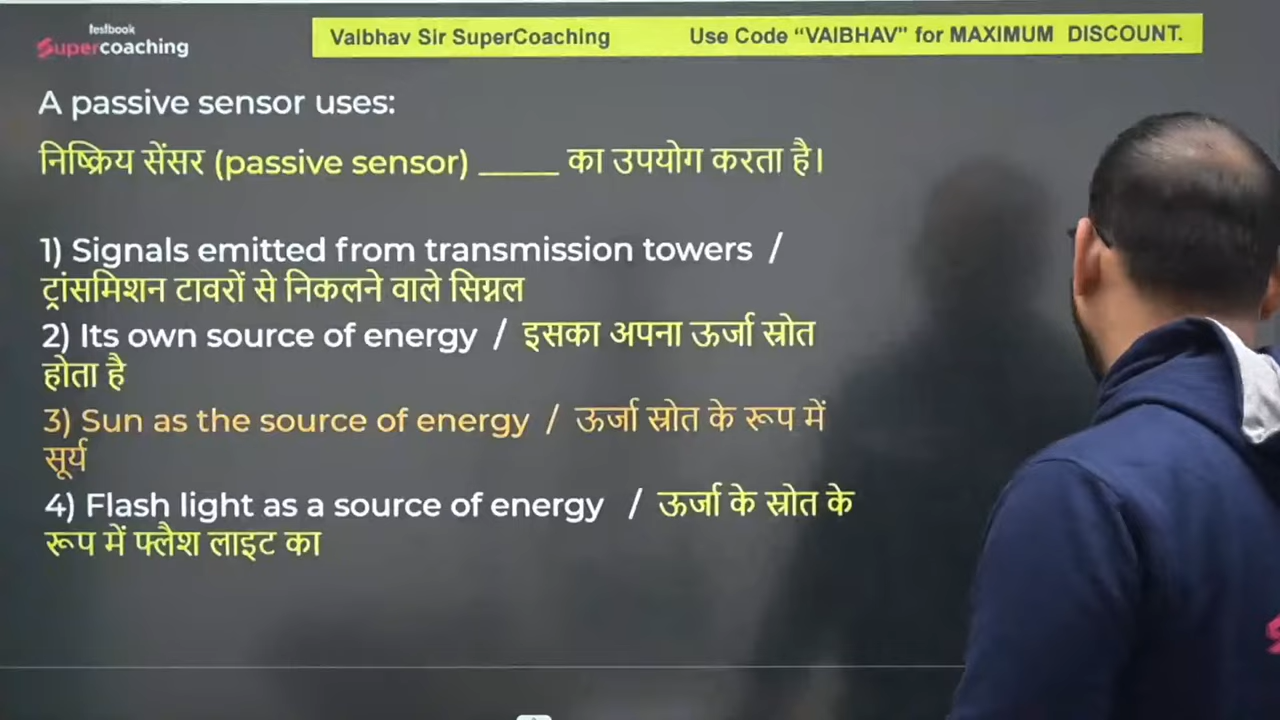 testbook
Supercoaching
Vaibhav Sir SuperCoaching
Use Code “VAIBHAV” for MAXIMUM DISCOUNT.
A passive sensor uses:
निष्क्रिय सेंसर (passive sensor) _____ का उपयोग करता है।
1) Signals emitted from transmission towers /
ट्रांसमिशन टावरों से निकलने वाले सिग्नल
2) Its own source of energy / इसका अपना ऊर्जा स्रोत
होता है
3) Sun as the source of energy / ऊर्जा स्रोत के रूप में
सूर्य
4) Flash light as a source of energy / ऊर्जा के स्रोत के
रूप में फ्लैश लाइट का